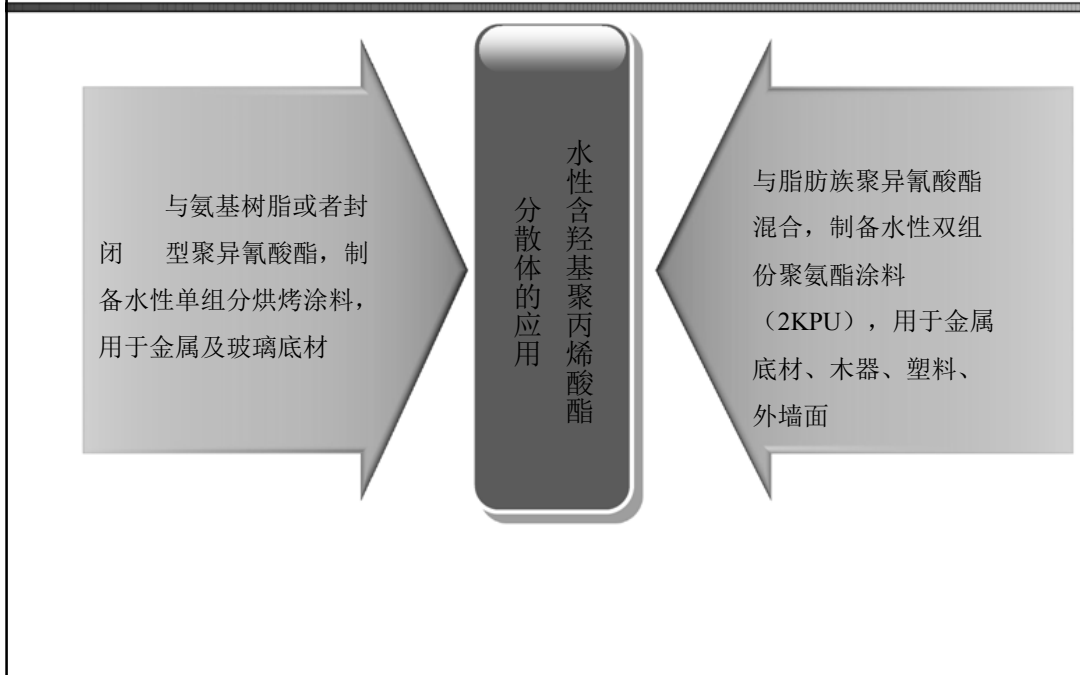 与氨基树脂或者封
闭 型聚异氰酸酯，制
备水性单组分烘烤涂料，
用于金属及玻璃底材
水性含羟基聚丙烯酸酯
分散体的应用
与脂肪族聚异氰酸酯
混合，制备水性双组
份聚氨酯涂料
（2KPU），用于金属
底材、木器、塑料、
外墙面